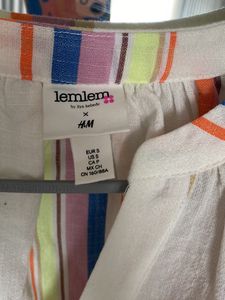 lemlem
by liya kebede
x
H&M
EUR S
US S
CA P
MX CH
CN 160/88A